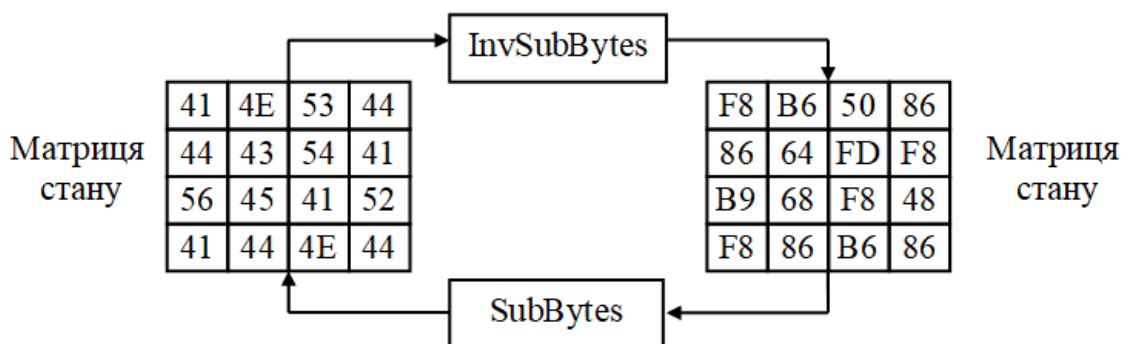 InvSubBytes
Матриця
стану
41 4E 53 44
44 43 54 41
56 45 41 52
41 44 4E 44
F8 B6 50 86
86 64 FD F8
B9 68 F8 48
F8 86 B6 86
Матриця
стану
SubBytes